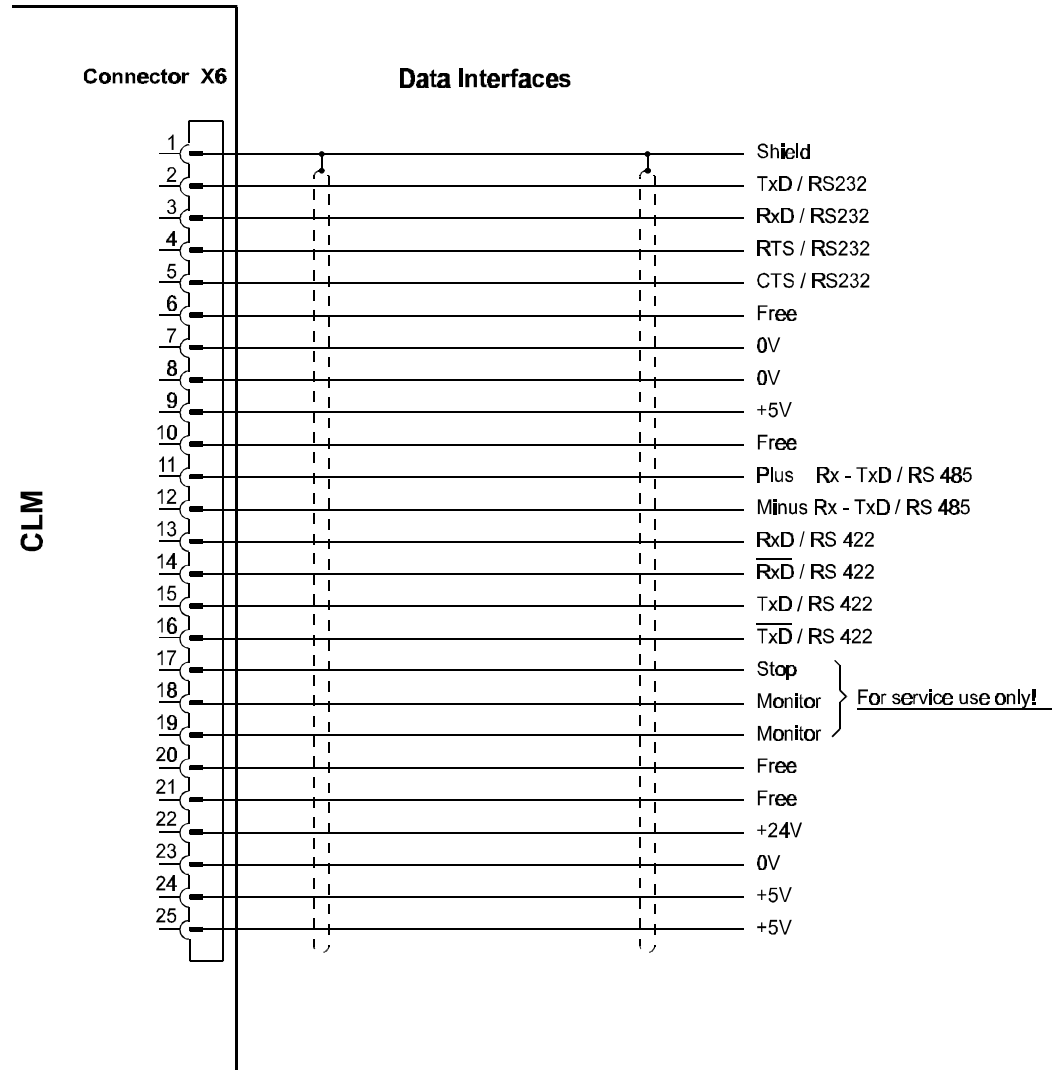 Connector X6
Data Interfaces
1 Shield
2 TxD / RS232
3 RxD / RS232
4 RTS / RS232
5 CTS / RS232
6 Free
7 0V
8 0V
9 +5V
10 Free
11 Plus Rx - TxD / RS 485
12 Minus Rx - TxD / RS 485
13 RxD / RS 422
14 R̅x̅D̅ / RS 422
15 TxD / RS 422
16 T̅x̅D̅ / RS 422
17 Stop
18 Monitor
For service use only!
19 Monitor
20 Free
21 Free
22 +24V
23 0V
24 +5V
25 +5V
CLM